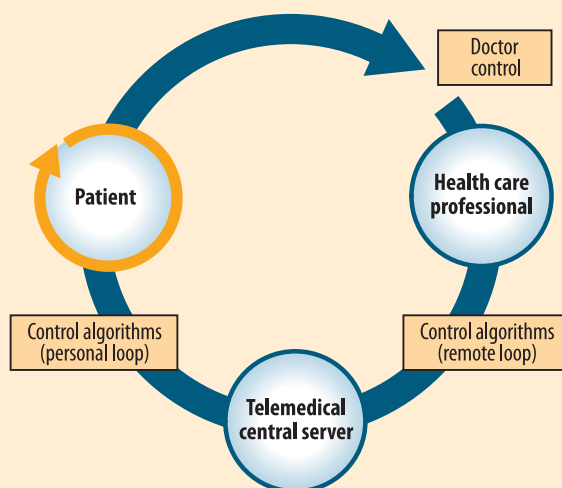 Doctor
control
Patient
Health care
professional
Control algorithms
(personal loop)
Control algorithms
(remote loop)
Telemedical
central server